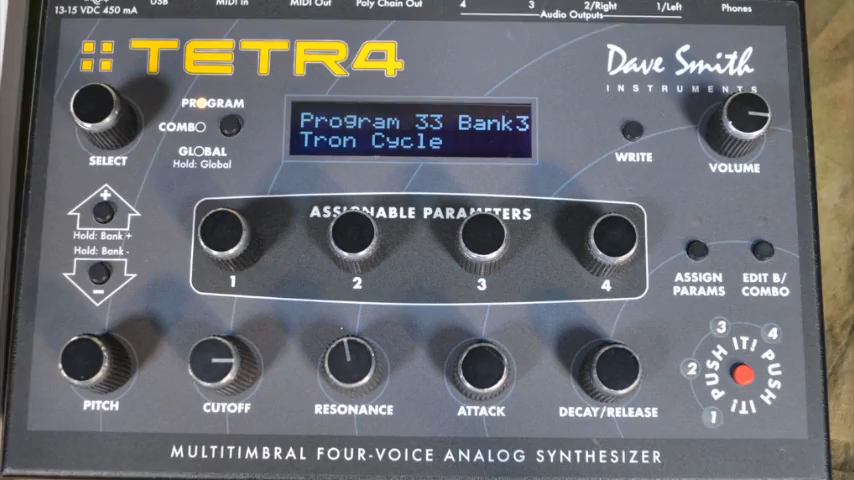 13-15 VDC 450 mA
USB
MIDI In
MIDI Out
Poly Chain Out
4
3
2/Right
1/Left
Phones
Audio Outputs
TETR4
Dave Smith
INSTRUMENTS
PROGRAM
COMBO
GLOBAL
Hold: Global
SELECT
Program 33 Bank3
Tron Cycle
WRITE
VOLUME
+
Hold: Bank +
Hold: Bank -
−
ASSIGNABLE PARAMETERS
1
2
3
4
ASSIGN
PARAMS
EDIT B/
COMBO
PITCH
CUTOFF
RESONANCE
ATTACK
DECAY/RELEASE
1
2
3
4
PUSH IT!
PUSH IT!
MULTITIMBRAL FOUR-VOICE ANALOG SYNTHESIZER